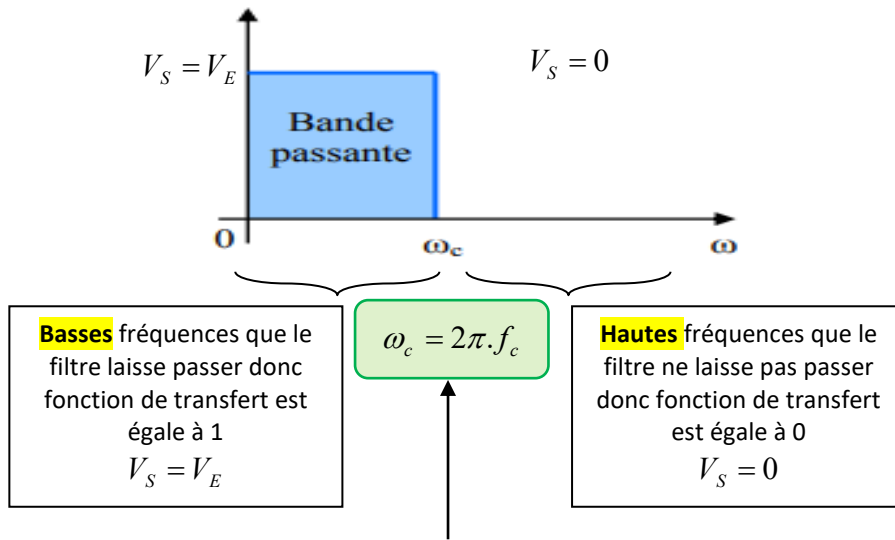 V_S = V_E
V_S = 0
Bande
passante
0
ω_c
ω
Basses fréquences que le
filtre laisse passer donc
fonction de transfert est
égale à 1
V_S = V_E
ω_c = 2π.f_c
Hautes fréquences que le
filtre ne laisse pas passer
donc fonction de transfert
est égale à 0
V_S = 0